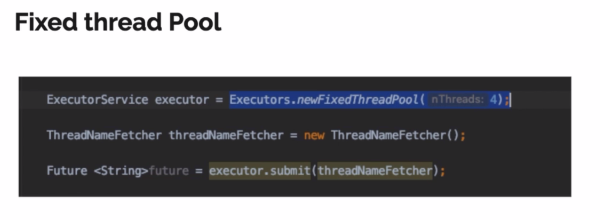 Fixed thread Pool
ExecutorService executor = Executors.newFixedThreadPool( nThreads: 4);
ThreadNameFetcher threadNameFetcher = new ThreadNameFetcher();
Future <String>future = executor.submit(threadNameFetcher);